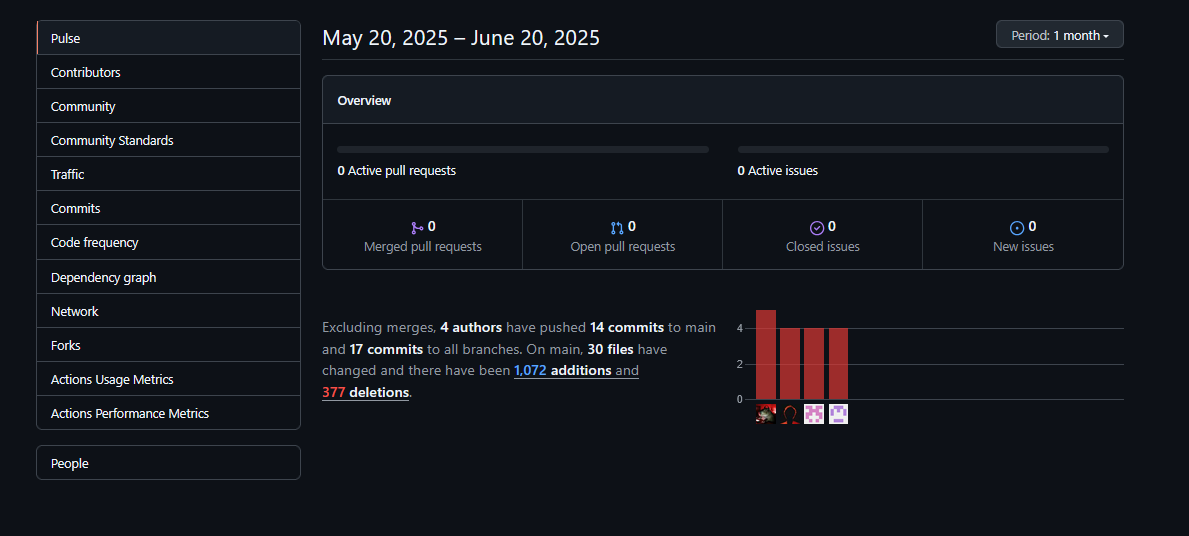 Pulse
Contributors
Community
Community Standards
Traffic
Commits
Code frequency
Dependency graph
Network
Forks
Actions Usage Metrics
Actions Performance Metrics
People
May 20, 2025 – June 20, 2025
Period: 1 month
Overview
0 Active pull requests
0 Active issues
0
Merged pull requests
0
Open pull requests
0
Closed issues
0
New issues
Excluding merges, 4 authors have pushed 14 commits to main
and 17 commits to all branches. On main, 30 files have
changed and there have been 1,072 additions and
377 deletions.
4
2
0